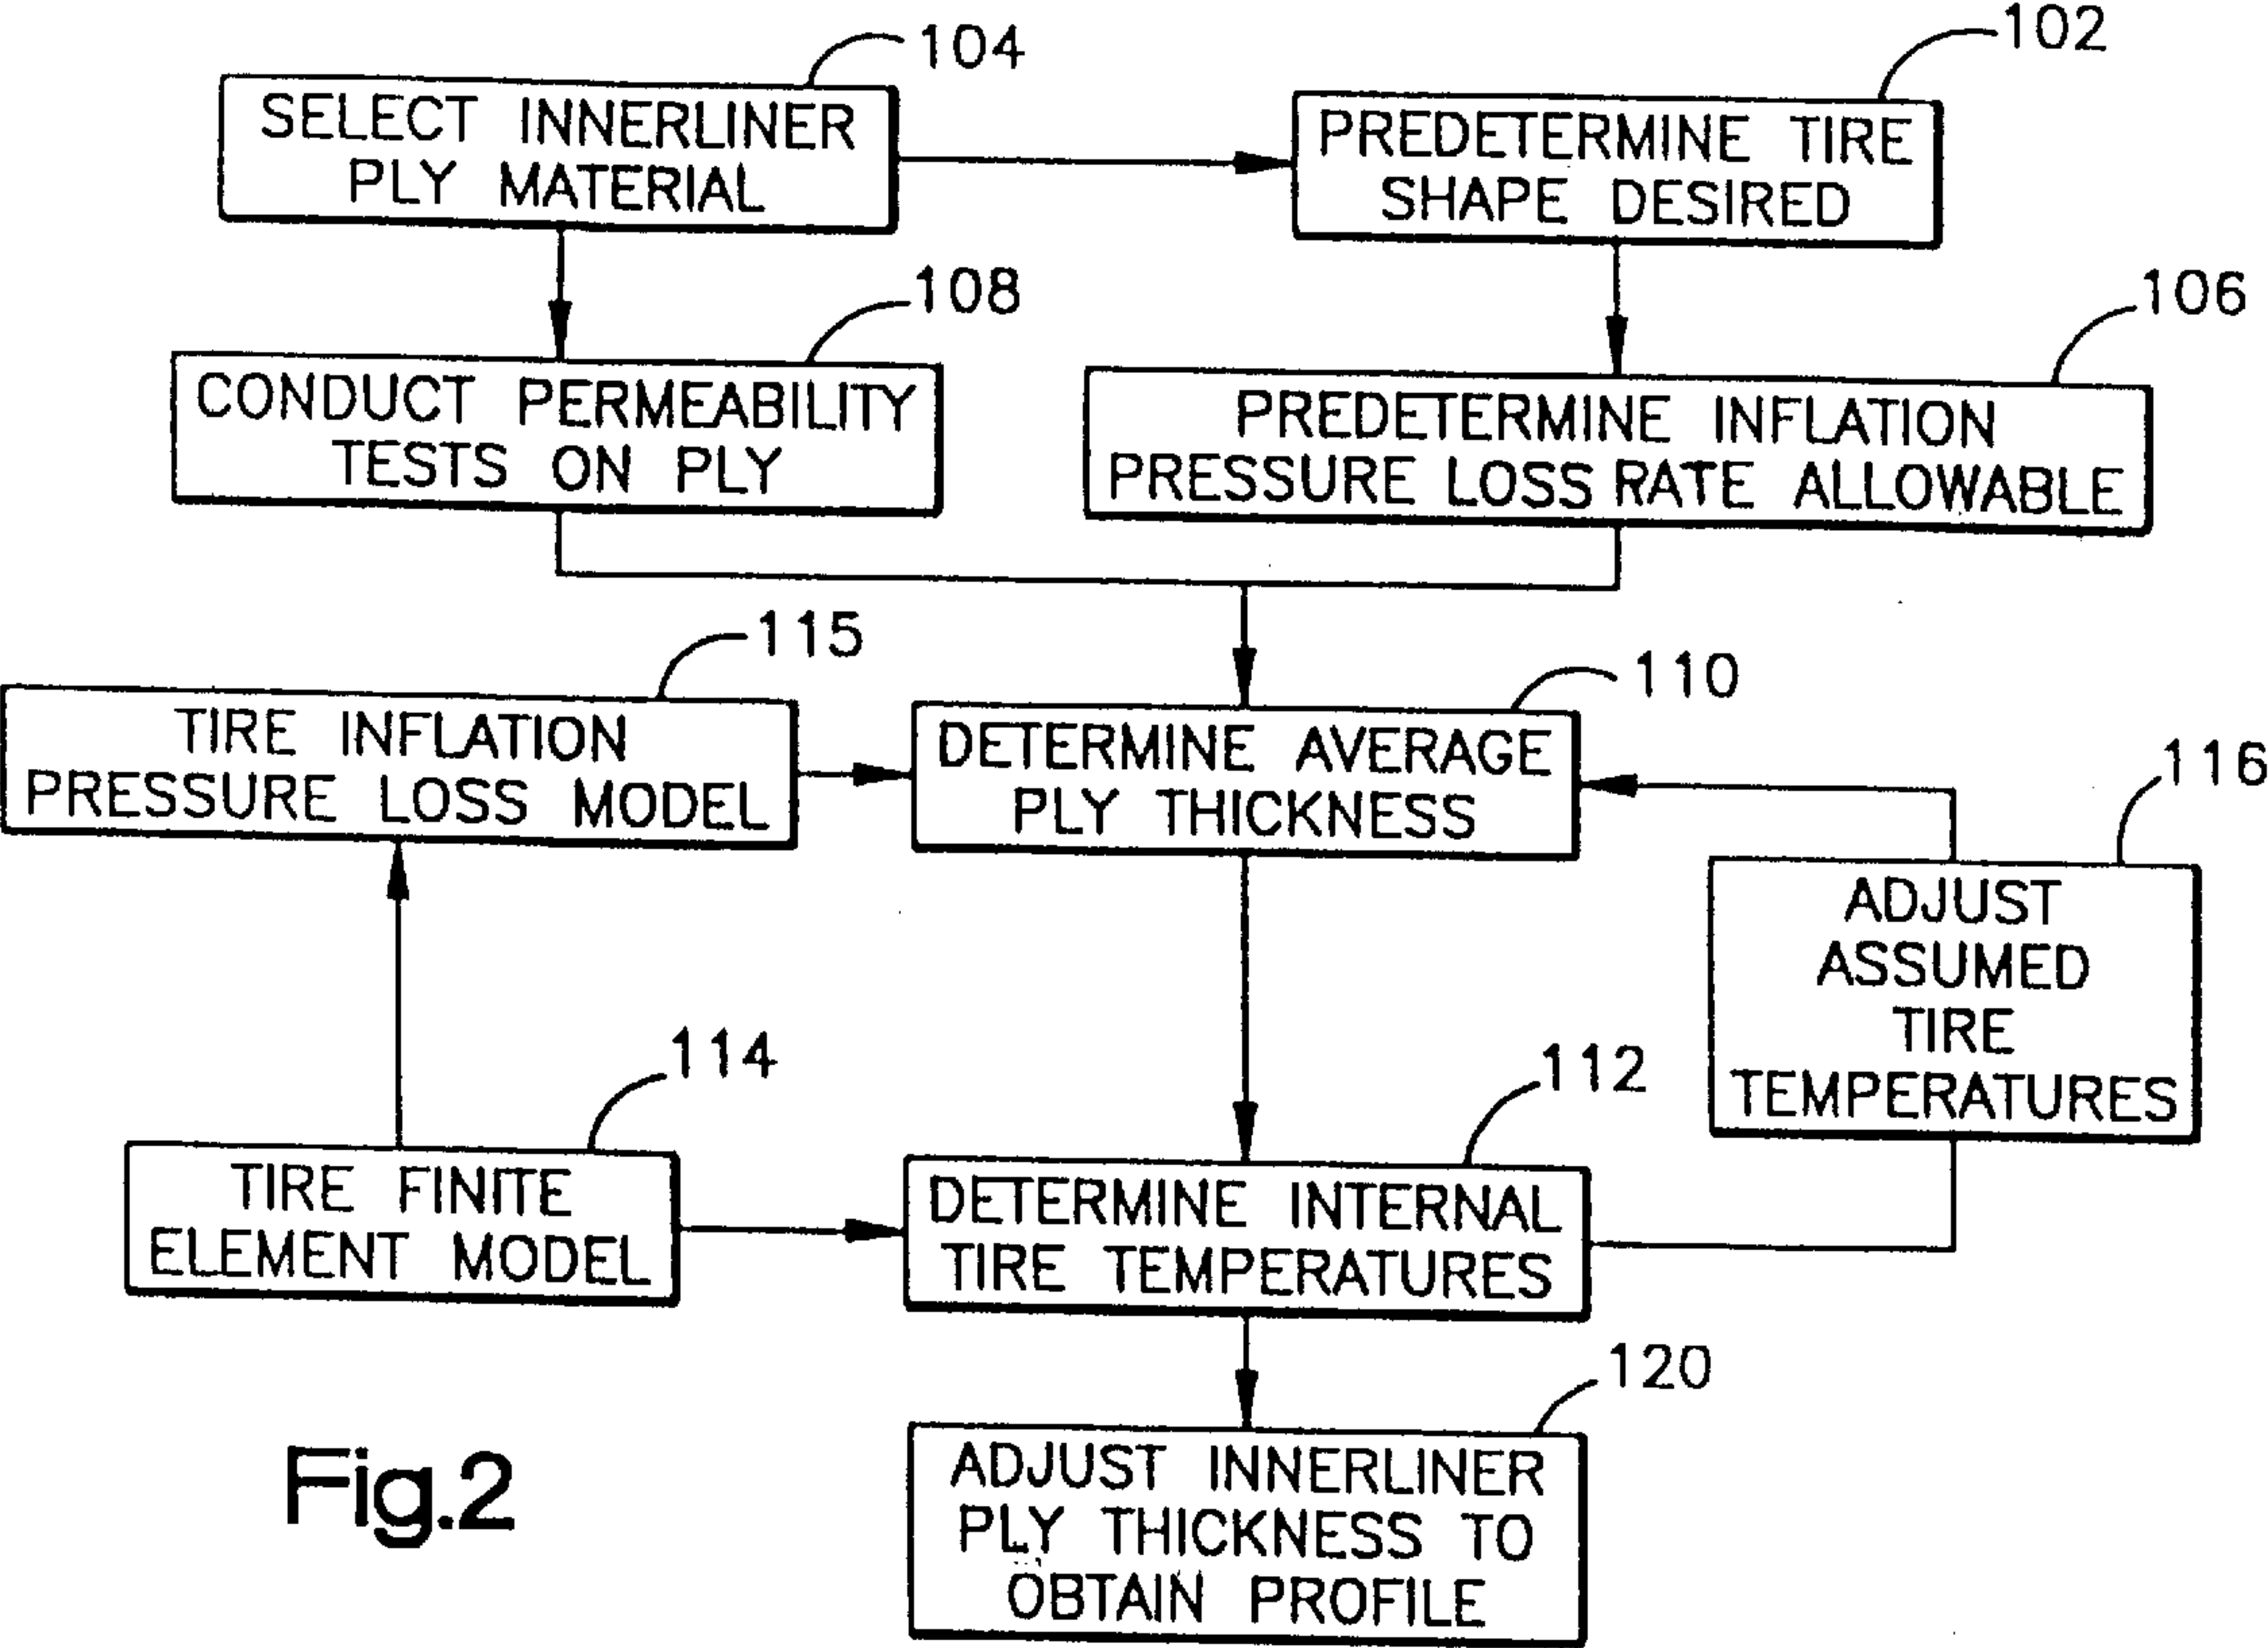 104
SELECT INNERLINER
PLY MATERIAL
102
PREDETERMINE TIRE
SHAPE DESIRED
108
CONDUCT PERMEABILITY
TESTS ON PLY
106
PREDETERMINE INFLATION
PRESSURE LOSS RATE ALLOWABLE
115
TIRE INFLATION
PRESSURE LOSS MODEL
110
DETERMINE AVERAGE
PLY THICKNESS
116
ADJUST
ASSUMED
TIRE
TEMPERATURES
114
TIRE FINITE
ELEMENT MODEL
112
DETERMINE INTERNAL
TIRE TEMPERATURES
120
ADJUST INNERLINER
PLY THICKNESS TO
OBTAIN PROFILE
Fig.2